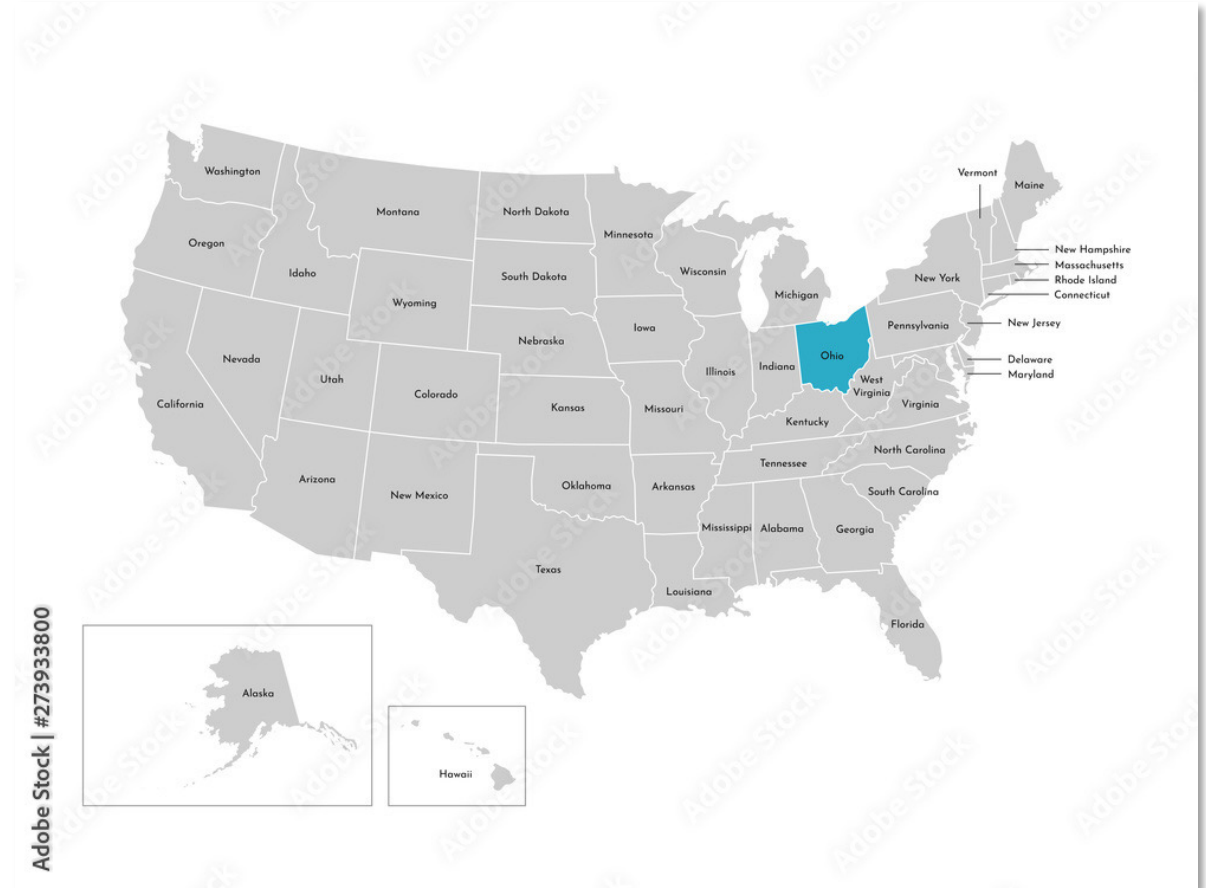 Vermont
Maine
Washington
Montana
North Dakota
Minnesota
Oregon
New Hampshire
Massachusetts
Idaho
South Dakota
Wisconsin
New York
Rhode Island
Connecticut
Michigan
Wyoming
Iowa
Pennsylvania
New Jersey
Nebraska
Ohio
Nevada
Indiana
Delaware
Utah
Illinois
West
Virginia
Maryland
Colorado
California
Kansas
Missouri
Virginia
Kentucky
North Carolina
Tennessee
Arizona
Oklahoma
Arkansas
South Carolina
New Mexico
Mississippi
Alabama
Georgia
Texas
Louisiana
Florida
Alaska
Hawaii
Adobe Stock | #273933800
Adobe Stock